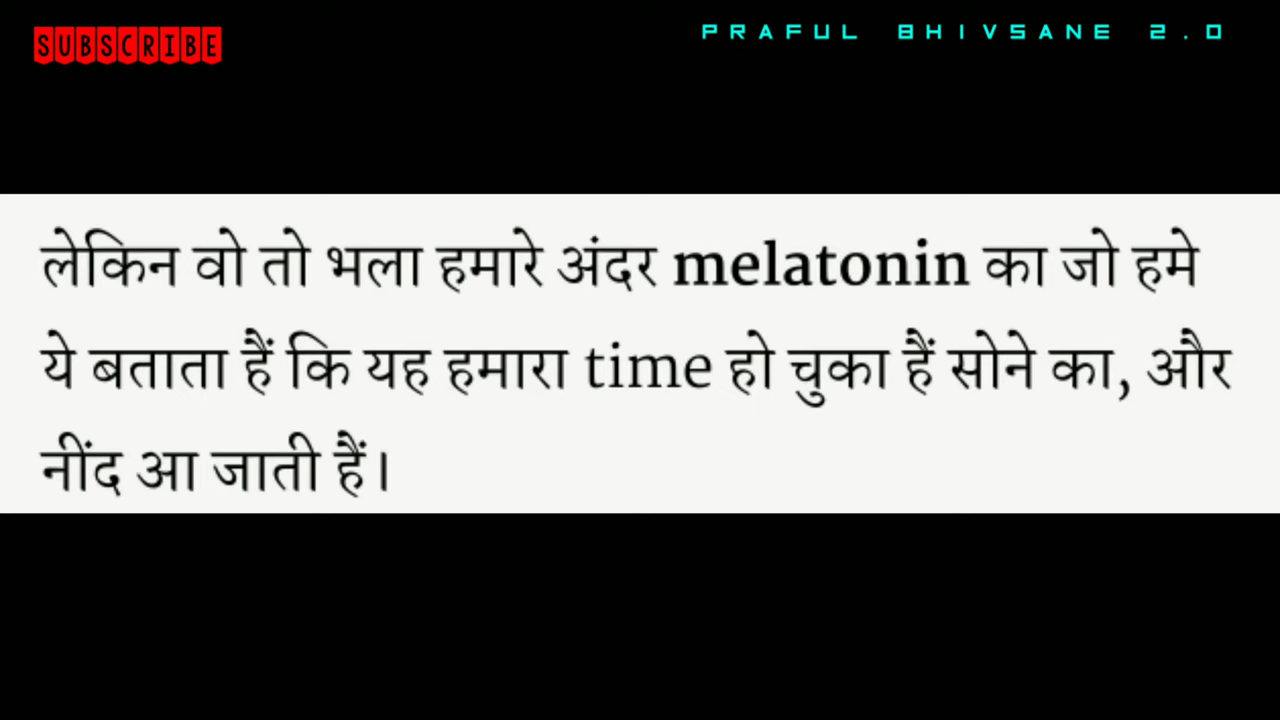 SUBSCRIBE
PRAFUL BHIVSANE 2.0
लेकिन वो तो भला हमारे अंदर melatonin का जो हमे
ये बताता हैं कि यह हमारा time हो चुका हैं सोने का, और
नींद आ जाती हैं।